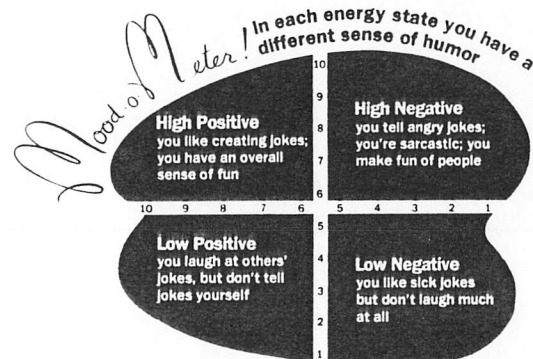 Mood-o-Meter!
In each energy state you have a
different sense of humor
10
9
8
7
6
High Positive
you like creating jokes;
you have an overall
sense of fun
High Negative
you tell angry jokes;
you're sarcastic; you
make fun of people
10 9 8 7 6 5 4 3 2 1
Low Positive
you laugh at others'
jokes, but don't tell
jokes yourself
Low Negative
you like sick jokes
but don't laugh much
at all
5
4
3
2
1